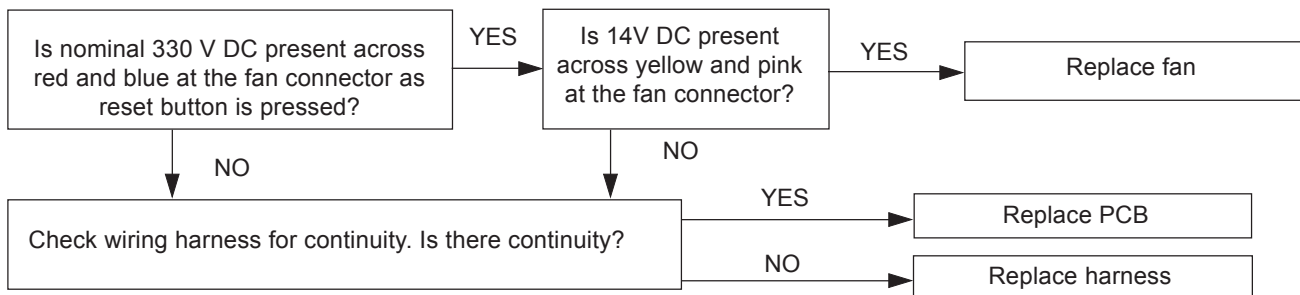 Is nominal 330 V DC present across
red and blue at the fan connector as
reset button is pressed?
YES
Is 14V DC present
across yellow and pink
at the fan connector?
YES
Replace fan
NO
NO
Check wiring harness for continuity. Is there continuity?
YES
Replace PCB
NO
Replace harness